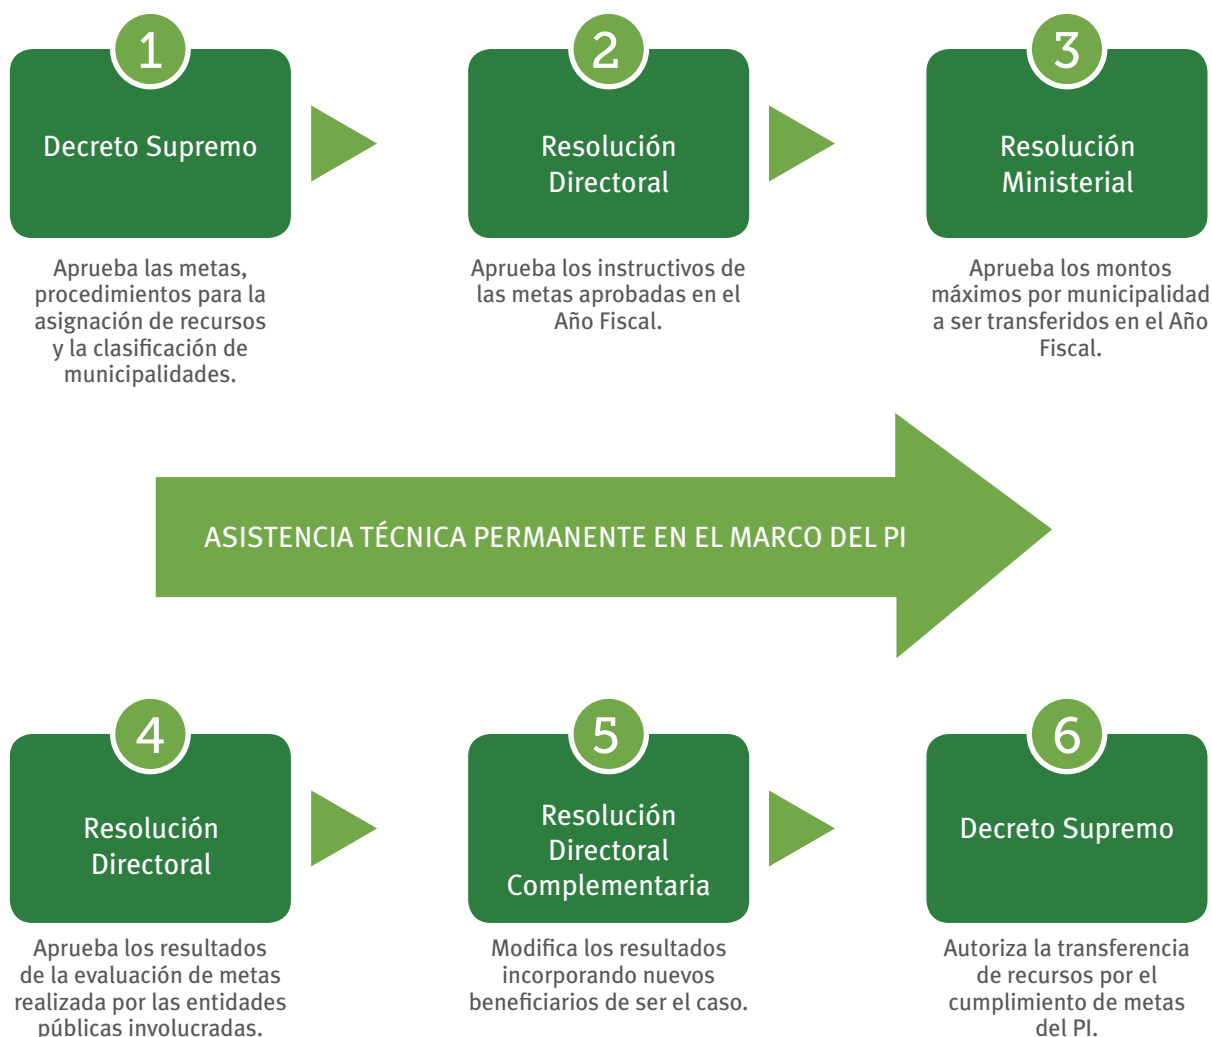 1
Decreto Supremo
Aprueba las metas,
procedimientos para la
asignación de recursos
y la clasificación de
municipalidades.
2
Resolución
Directoral
Aprueba los instructivos de
las metas aprobadas en el
Año Fiscal.
3
Resolución
Ministerial
Aprueba los montos
máximos por municipalidad
a ser transferidos en el Año
Fiscal.
ASISTENCIA TÉCNICA PERMANENTE EN EL MARCO DEL PI
4
Resolución
Directoral
Aprueba los resultados
de la evaluación de metas
realizada por las entidades
públicas involucradas.
5
Resolución
Directoral
Complementaria
Modifica los resultados
incorporando nuevos
beneficiarios de ser el caso.
6
Decreto Supremo
Autoriza la transferencia
de recursos por el
cumplimiento de metas
del PI.